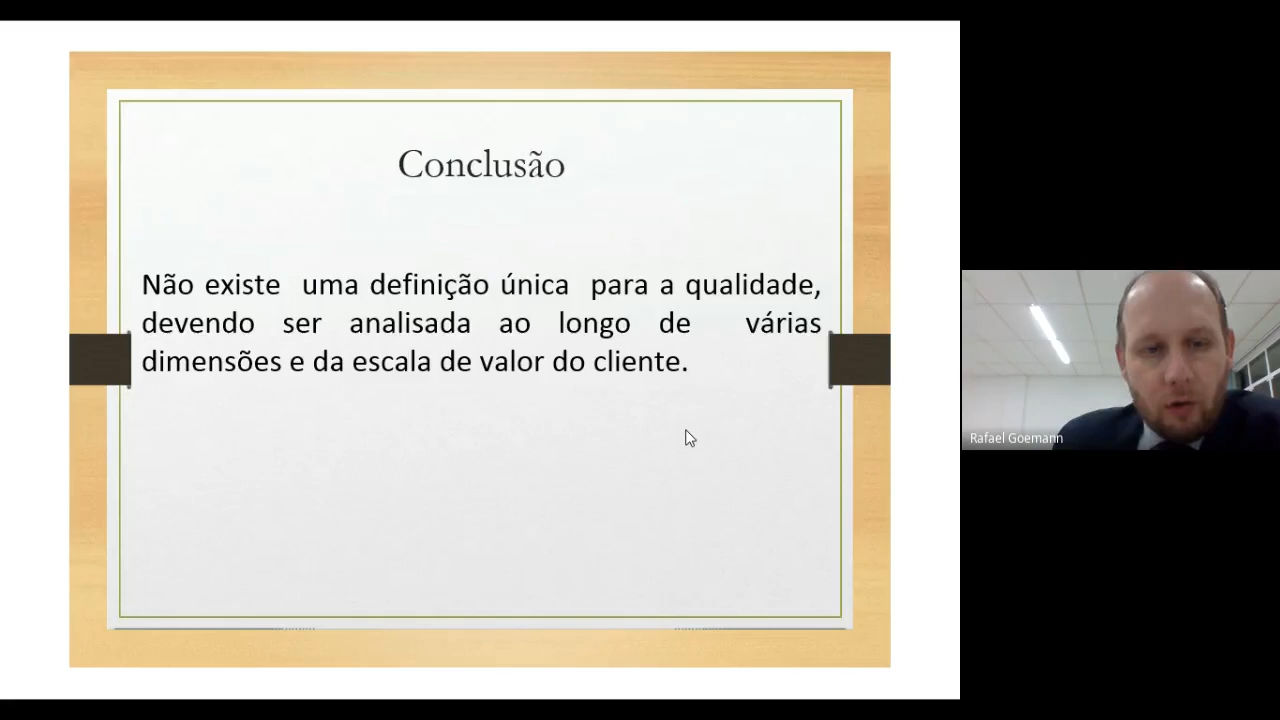 Conclusão
Não existe uma definição única para a qualidade,
devendo ser analisada ao longo de várias
dimensões e da escala de valor do cliente.
Rafael Goemann